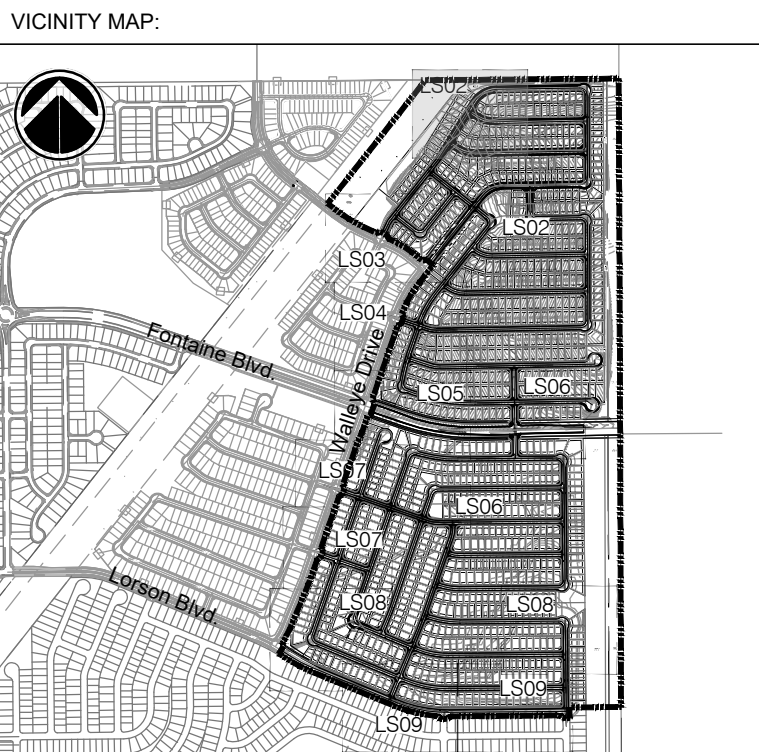 VICINITY MAP:
LS02
LS02
LS03
LS04
Fontaine Blvd.
Walleye Drive
LS05
LS06
LS07
LS06
LS07
Lorson Blvd.
LS08
LS08
LS09
LS09